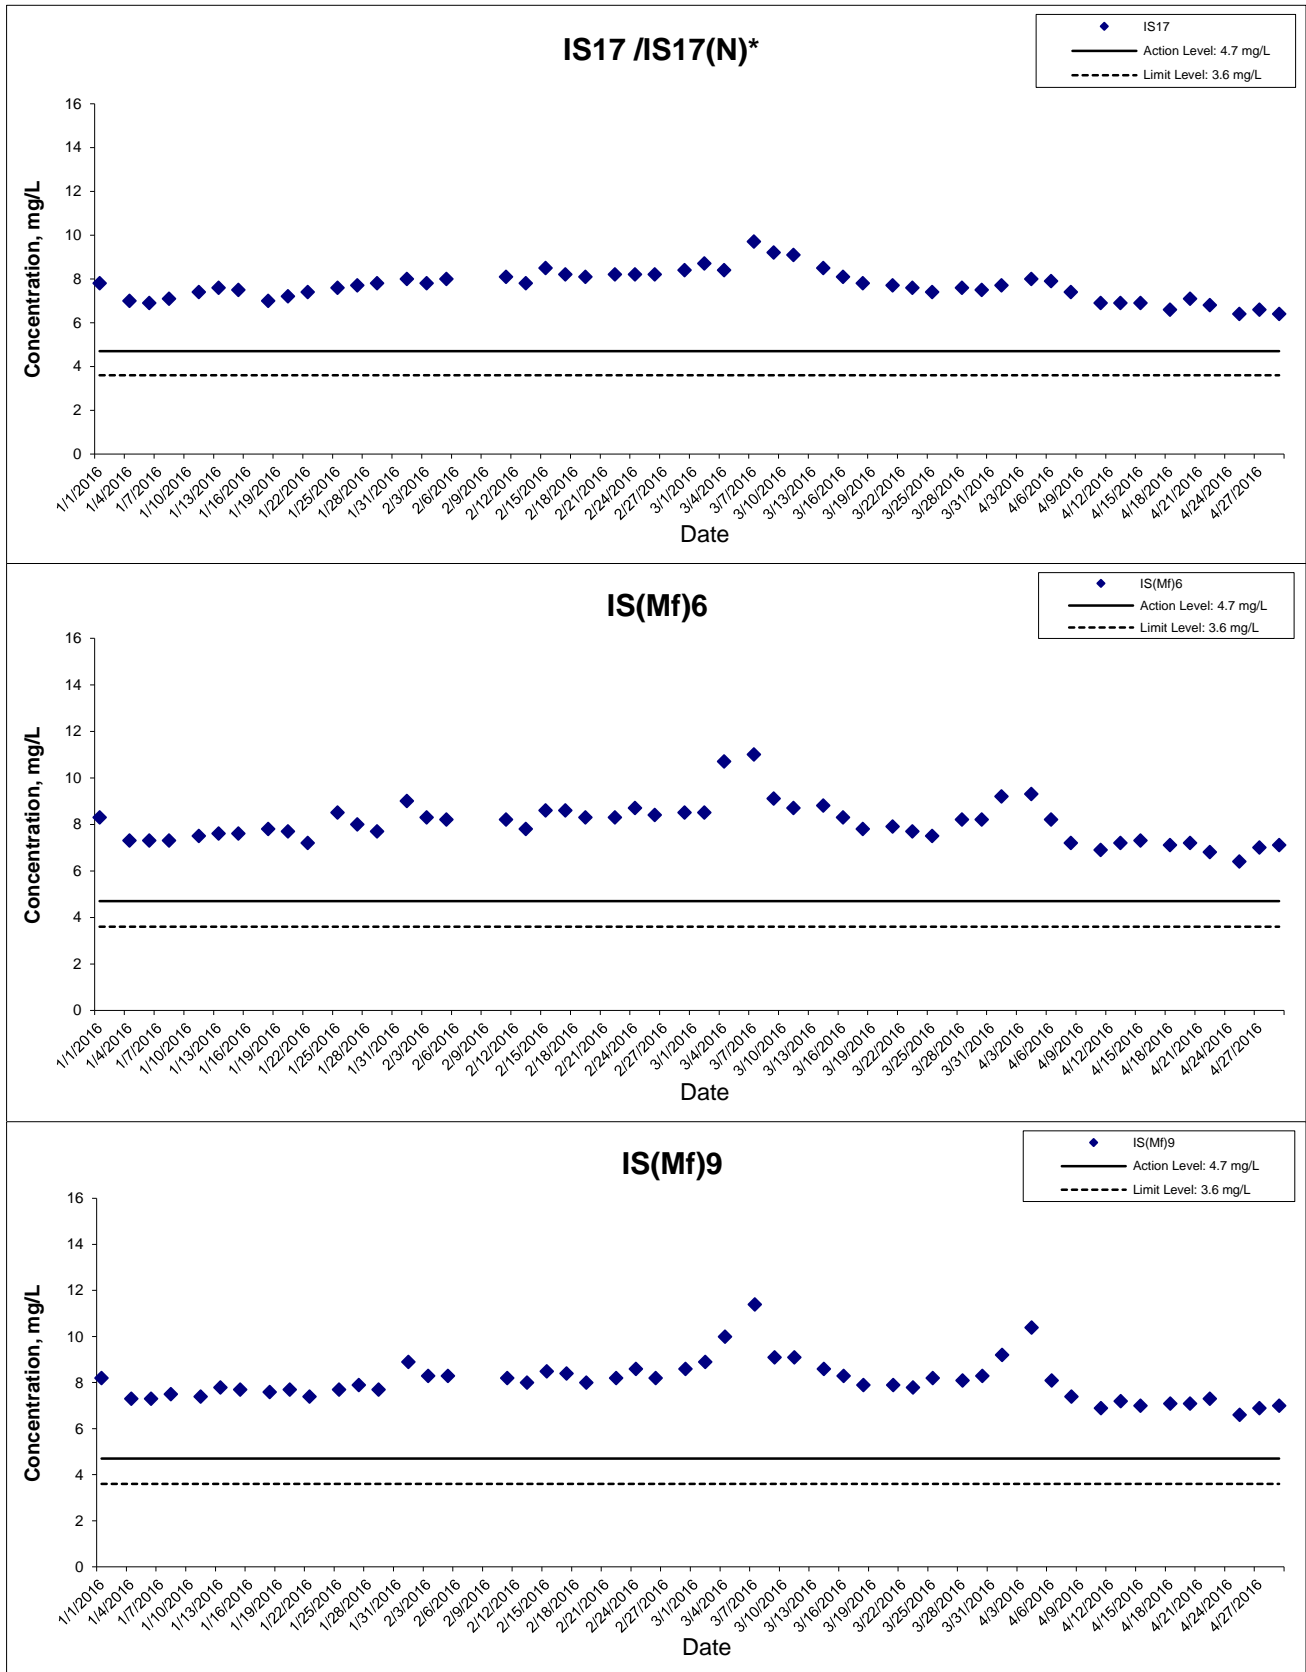 IS17 /IS17(N)*
IS17
Action Level: 4.7 mg/L
Limit Level: 3.6 mg/L
Concentration, mg/L
16
14
12
10
8
6
4
2
0
1/1/2016 1/4/2016 1/7/2016 1/10/2016 1/13/2016 1/16/2016 1/19/2016 1/22/2016 1/25/2016 1/28/2016 1/31/2016 2/3/2016 2/6/2016 2/9/2016 2/12/2016 2/15/2016 2/18/2016 2/21/2016 2/24/2016 2/27/2016 3/1/2016 3/4/2016 3/7/2016 3/10/2016 3/13/2016 3/16/2016 3/19/2016 3/22/2016 3/25/2016 3/28/2016 3/31/2016 4/3/2016 4/6/2016 4/9/2016 4/12/2016 4/15/2016 4/18/2016 4/21/2016 4/24/2016 4/27/2016
Date
IS(Mf)6
IS(Mf)6
Action Level: 4.7 mg/L
Limit Level: 3.6 mg/L
Concentration, mg/L
16
14
12
10
8
6
4
2
0
1/1/2016 1/4/2016 1/7/2016 1/10/2016 1/13/2016 1/16/2016 1/19/2016 1/22/2016 1/25/2016 1/28/2016 1/31/2016 2/3/2016 2/6/2016 2/9/2016 2/12/2016 2/15/2016 2/18/2016 2/21/2016 2/24/2016 2/27/2016 3/1/2016 3/4/2016 3/7/2016 3/10/2016 3/13/2016 3/16/2016 3/19/2016 3/22/2016 3/25/2016 3/28/2016 3/31/2016 4/3/2016 4/6/2016 4/9/2016 4/12/2016 4/15/2016 4/18/2016 4/21/2016 4/24/2016 4/27/2016
Date
IS(Mf)9
IS(Mf)9
Action Level: 4.7 mg/L
Limit Level: 3.6 mg/L
Concentration, mg/L
16
14
12
10
8
6
4
2
0
1/1/2016 1/4/2016 1/7/2016 1/10/2016 1/13/2016 1/16/2016 1/19/2016 1/22/2016 1/25/2016 1/28/2016 1/31/2016 2/3/2016 2/6/2016 2/9/2016 2/12/2016 2/15/2016 2/18/2016 2/21/2016 2/24/2016 2/27/2016 3/1/2016 3/4/2016 3/7/2016 3/10/2016 3/13/2016 3/16/2016 3/19/2016 3/22/2016 3/25/2016 3/28/2016 3/31/2016 4/3/2016 4/6/2016 4/9/2016 4/12/2016 4/15/2016 4/18/2016 4/21/2016 4/24/2016 4/27/2016
Date